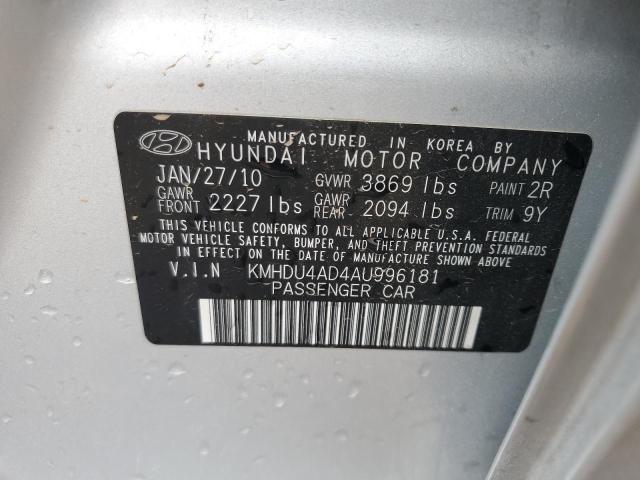 MANUFACTURED IN KOREA BY
HYUNDAI MOTOR COMPANY
JAN/27/10 GVWR 3869 lbs PAINT 2R
GAWR FRONT 2227 lbs GAWR REAR 2094 lbs TRIM 9Y
THIS VEHICLE CONFORMS TO ALL APPLICABLE U.S.A. FEDERAL
MOTOR VEHICLE SAFETY, BUMPER, AND THEFT PREVENTION STANDARDS
IN EFFECT ON THE DATE OF MANUFACTURE SHOWN ABOVE.
V.I.N KMHDU4AD4AU996181
PASSENGER CAR